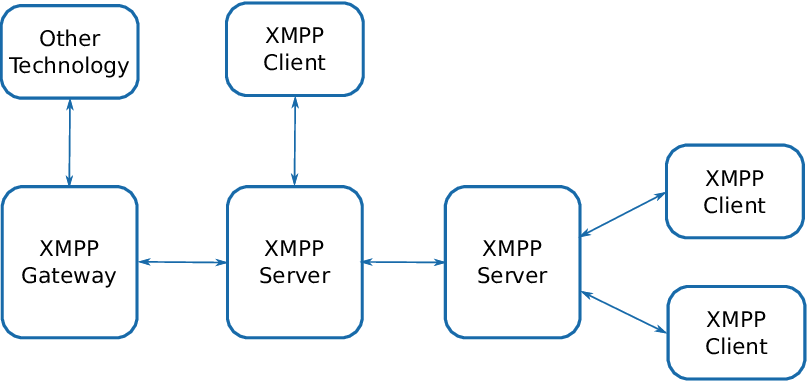 Other
Technology
XMPP
Client
XMPP
Gateway
XMPP
Server
XMPP
Server
XMPP
Client
XMPP
Client